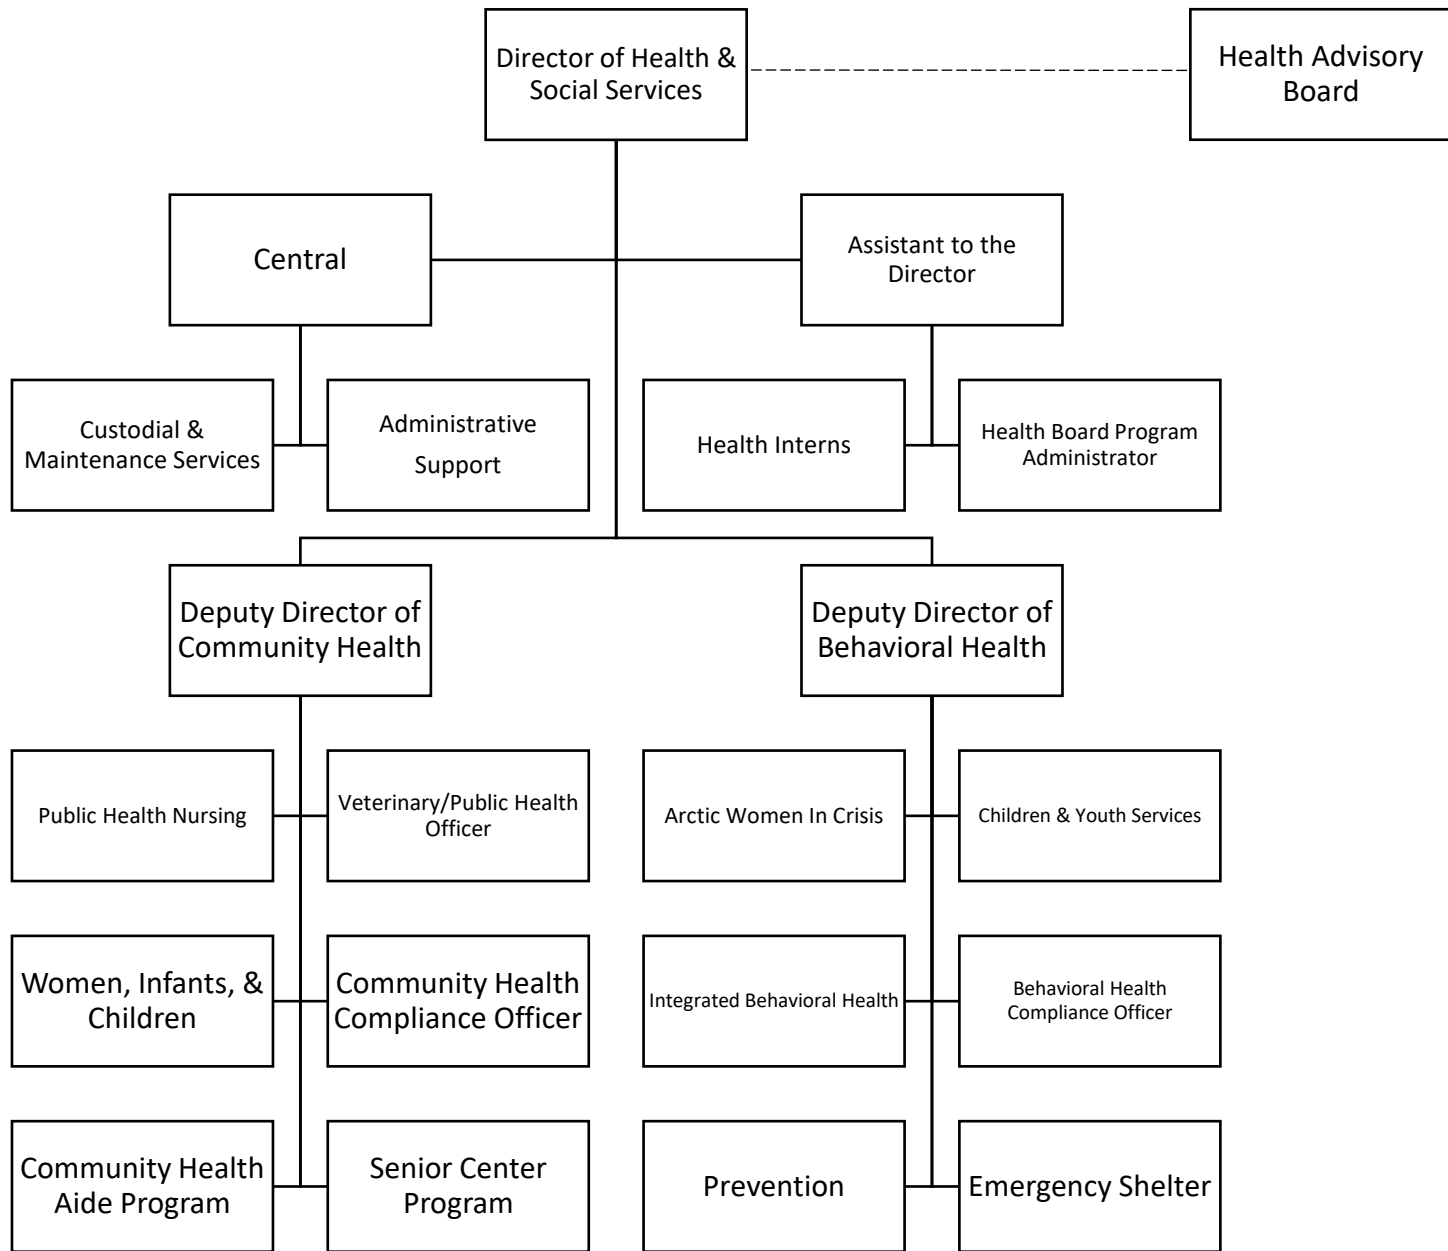 Director of Health &
Social Services
Health Advisory
Board
Central
Assistant to the
Director
Custodial &
Maintenance Services
Administrative
Support
Health Interns
Health Board Program
Administrator
Deputy Director of
Community Health
Deputy Director of
Behavioral Health
Public Health Nursing
Veterinary/Public Health
Officer
Arctic Women In Crisis
Children & Youth Services
Women, Infants, &
Children
Community Health
Compliance Officer
Integrated Behavioral Health
Behavioral Health
Compliance Officer
Community Health
Aide Program
Senior Center
Program
Prevention
Emergency Shelter